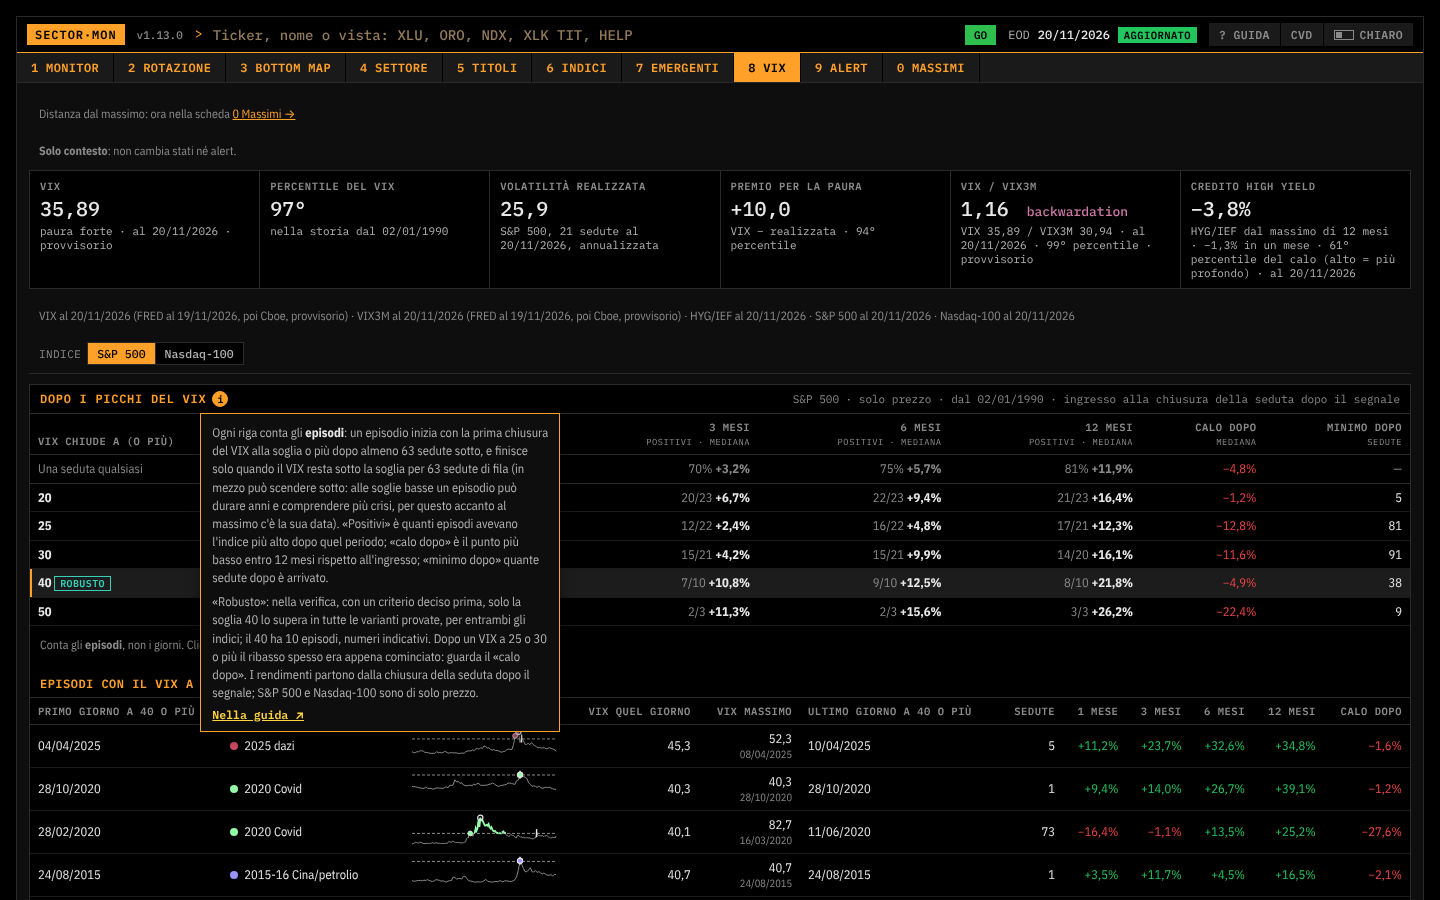 SECTOR·MON v1.13.0 > Ticker, nome o vista: XLU, ORO, NDX, XLK TIT, HELP GO EOD 20/11/2026 AGGIORNATO ? GUIDA CVD CHIARO
1 MONITOR 2 ROTAZIONE 3 BOTTOM MAP 4 SETTORE 5 TITOLI 6 INDICI 7 EMERGENTI 8 VIX 9 ALERT 0 MASSIMI
Distanza dal massimo: ora nella scheda 0 Massimi →
Solo contesto: non cambia stati né alert.
VIX
35,89
paura forte · al 20/11/2026 ·
provvisorio
PERCENTILE DEL VIX
97°
nella storia dal 02/01/1990
VOLATILITÀ REALIZZATA
25,9
S&P 500, 21 sedute al
20/11/2026, annualizzata
PREMIO PER LA PAURA
+10,0
VIX − realizzata · 94°
percentile
VIX / VIX3M
1,16 backwardation
VIX 35,89 / VIX3M 30,94 · al
20/11/2026 · 99° percentile ·
provvisorio
CREDITO HIGH YIELD
−3,8%
HYG/IEF dal massimo di 12 mesi
· −1,3% in un mese · 61°
percentile del calo (alto = più
profondo) · al 20/11/2026
VIX al 20/11/2026 (FRED al 19/11/2026, poi Cboe, provvisorio) · VIX3M al 20/11/2026 (FRED al 19/11/2026, poi Cboe, provvisorio) · HYG/IEF al 20/11/2026 · S&P 500 al 20/11/2026 · Nasdaq-100 al 20/11/2026
INDICE S&P 500 Nasdaq-100
DOPO I PICCHI DEL VIX i S&P 500 · solo prezzo · dal 02/01/1990 · ingresso alla chiusura della seduta dopo il segnale
VIX CHIUDE A (O PIÙ) 3 MESI POSITIVI · MEDIANA 6 MESI POSITIVI · MEDIANA 12 MESI POSITIVI · MEDIANA CALO DOPO MEDIANA MINIMO DOPO SEDUTE
Una seduta qualsiasi 70% +3,2% 75% +5,7% 81% +11,9% −4,8% —
20 20/23 +6,7% 22/23 +9,4% 21/23 +16,4% −1,2% 5
25 12/22 +2,4% 16/22 +4,8% 17/21 +12,3% −12,8% 81
30 15/21 +4,2% 15/21 +9,9% 14/20 +16,1% −11,6% 91
40 ROBUSTO 7/10 +10,8% 9/10 +12,5% 8/10 +21,8% −4,9% 38
50 2/3 +11,3% 2/3 +15,6% 3/3 +26,2% −22,4% 9
Ogni riga conta gli episodi: un episodio inizia con la prima chiusura
del VIX alla soglia o più dopo almeno 63 sedute sotto, e finisce
solo quando il VIX resta sotto la soglia per 63 sedute di fila (in
mezzo può scendere sotto: alle soglie basse un episodio può
durare anni e comprendere più crisi, per questo accanto al
massimo c'è la sua data). «Positivi» è quanti episodi avevano
l'indice più alto dopo quel periodo; «calo dopo» è il punto più
basso entro 12 mesi rispetto all'ingresso; «minimo dopo» quante
sedute dopo è arrivato.
«Robusto»: nella verifica, con un criterio deciso prima, solo la
soglia 40 lo supera in tutte le varianti provate, per entrambi gli
indici; il 40 ha 10 episodi, numeri indicativi. Dopo un VIX a 25 o 30
o più il ribasso spesso era appena cominciato: guarda il «calo
dopo». I rendimenti partono dalla chiusura della seduta dopo il
segnale; S&P 500 e Nasdaq-100 sono di solo prezzo.
Nella guida ↗
Conta gli episodi, non i giorni.
EPISODI CON IL VIX A
PRIMO GIORNO A 40 O PIÙ VIX QUEL GIORNO VIX MASSIMO ULTIMO GIORNO A 40 O PIÙ SEDUTE 1 MESE 3 MESI 6 MESI 12 MESI CALO DOPO
04/04/2025 2025 dazi 45,3 52,3 08/04/2025 10/04/2025 5 +11,2% +23,7% +32,6% +34,8% −1,6%
28/10/2020 2020 Covid 40,3 40,3 28/10/2020 28/10/2020 1 +9,4% +14,0% +26,7% +39,1% −1,2%
28/02/2020 2020 Covid 40,1 82,7 16/03/2020 11/06/2020 73 −16,4% −1,1% +13,5% +25,2% −27,6%
24/08/2015 2015-16 Cina/petrolio 40,7 40,7 24/08/2015 24/08/2015 1 +3,5% +11,7% +4,5% +16,5% −2,1%